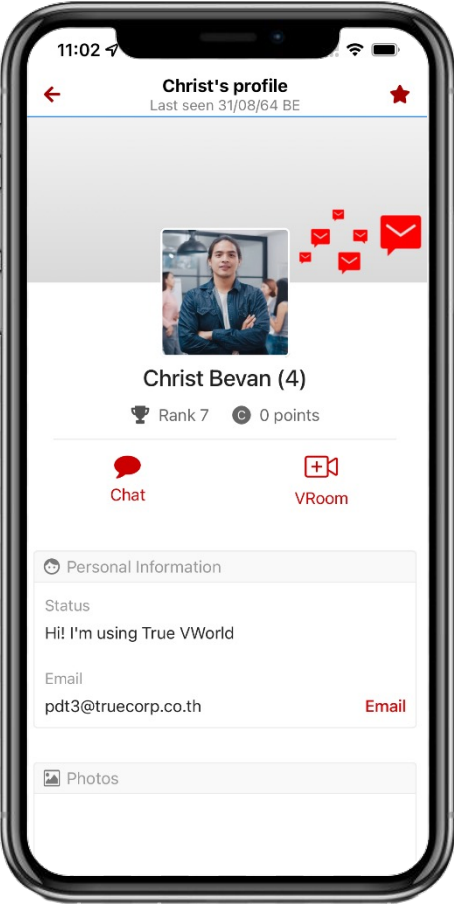 11:02
Christ's profile
Last seen 31/08/64 BE
Christ Bevan (4)
Rank 7
C 0 points
Chat
VRoom
Personal Information
Status
Hi! I'm using True VWorld
Email
pdt3@truecorp.co.th
Email
Photos